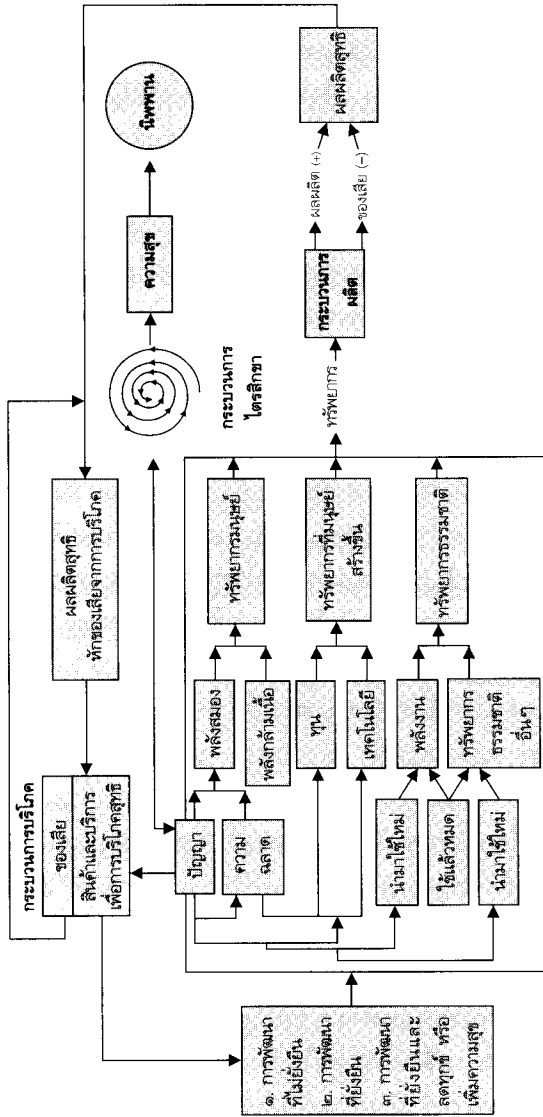 กระบวนการบริโภค
ของเสีย
สินค้าและบริการ
เพื่อการบริโภคสุทธิ
ผลผลิตสุทธิ
หักของเสียจากการบริโภค
กระบวนการ
ไตรสิกขา
ความสุข
นิพพาน
๑. การพัฒนา
ที่ไม่ยั่งยืน
๒. การพัฒนา
ที่ยั่งยืน
๓. การพัฒนา
ที่ยั่งยืนและ
ลดทุกข์ หรือ
เพิ่มความสุข
ปัญญา
ความ
ฉลาด
นำมาใช้ใหม่
ใช้แล้วหมด
นำมาใช้ใหม่
พลังสมอง
พลังกล้ามเนื้อ
ทุน
เทคโนโลยี
พลังงาน
ทรัพยากร
ธรรมชาติ
อื่นๆ
ทรัพยากรมนุษย์
ทรัพยากรที่มนุษย์
สร้างขึ้น
ทรัพยากรธรรมชาติ
ทรัพยากร
กระบวนการ
ผลิต
ผลผลิต (+)
ของเสีย (−)
ผลผลิตสุทธิ